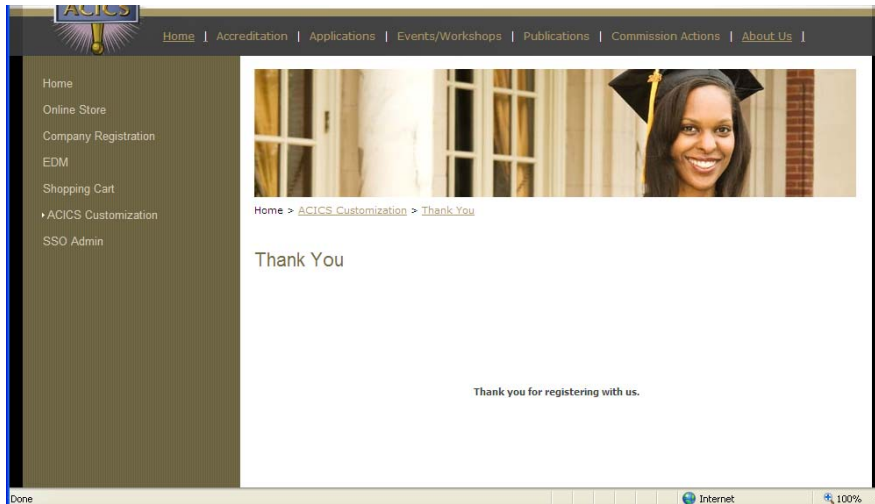 ACICS
Home | Accreditation | Applications | Events/Workshops | Publications | Commission Actions | About Us |
Home
Online Store
Company Registration
EDM
Shopping Cart
ACICS Customization
SSO Admin
Home > ACICS Customization > Thank You
Thank You
Thank you for registering with us.
Done
Internet
100%